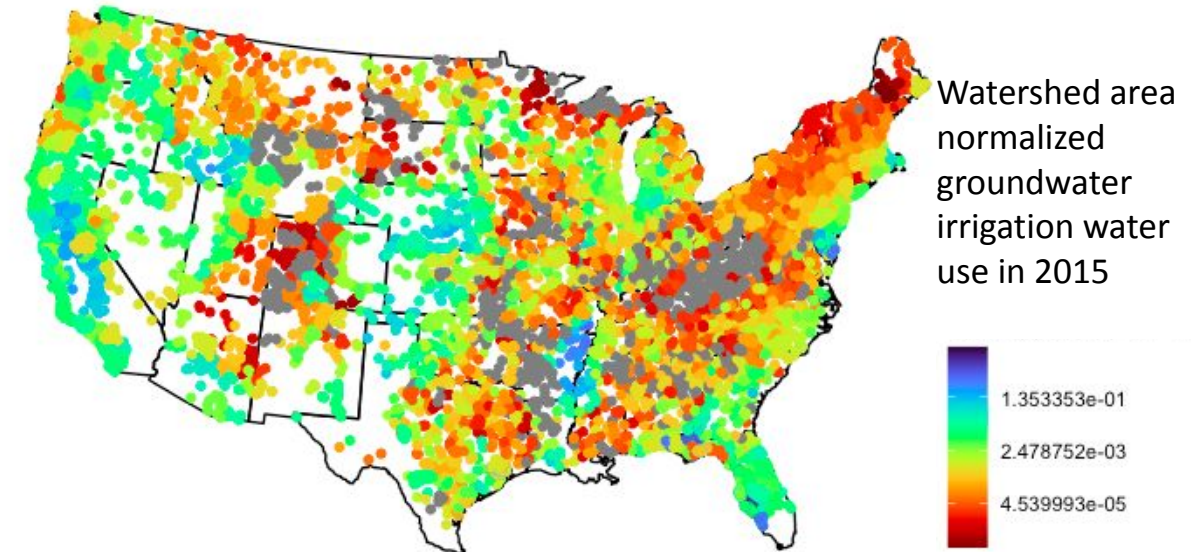 Watershed area
normalized
groundwater
irrigation water
use in 2015
1.353353e-01
2.478752e-03
4.539993e-05